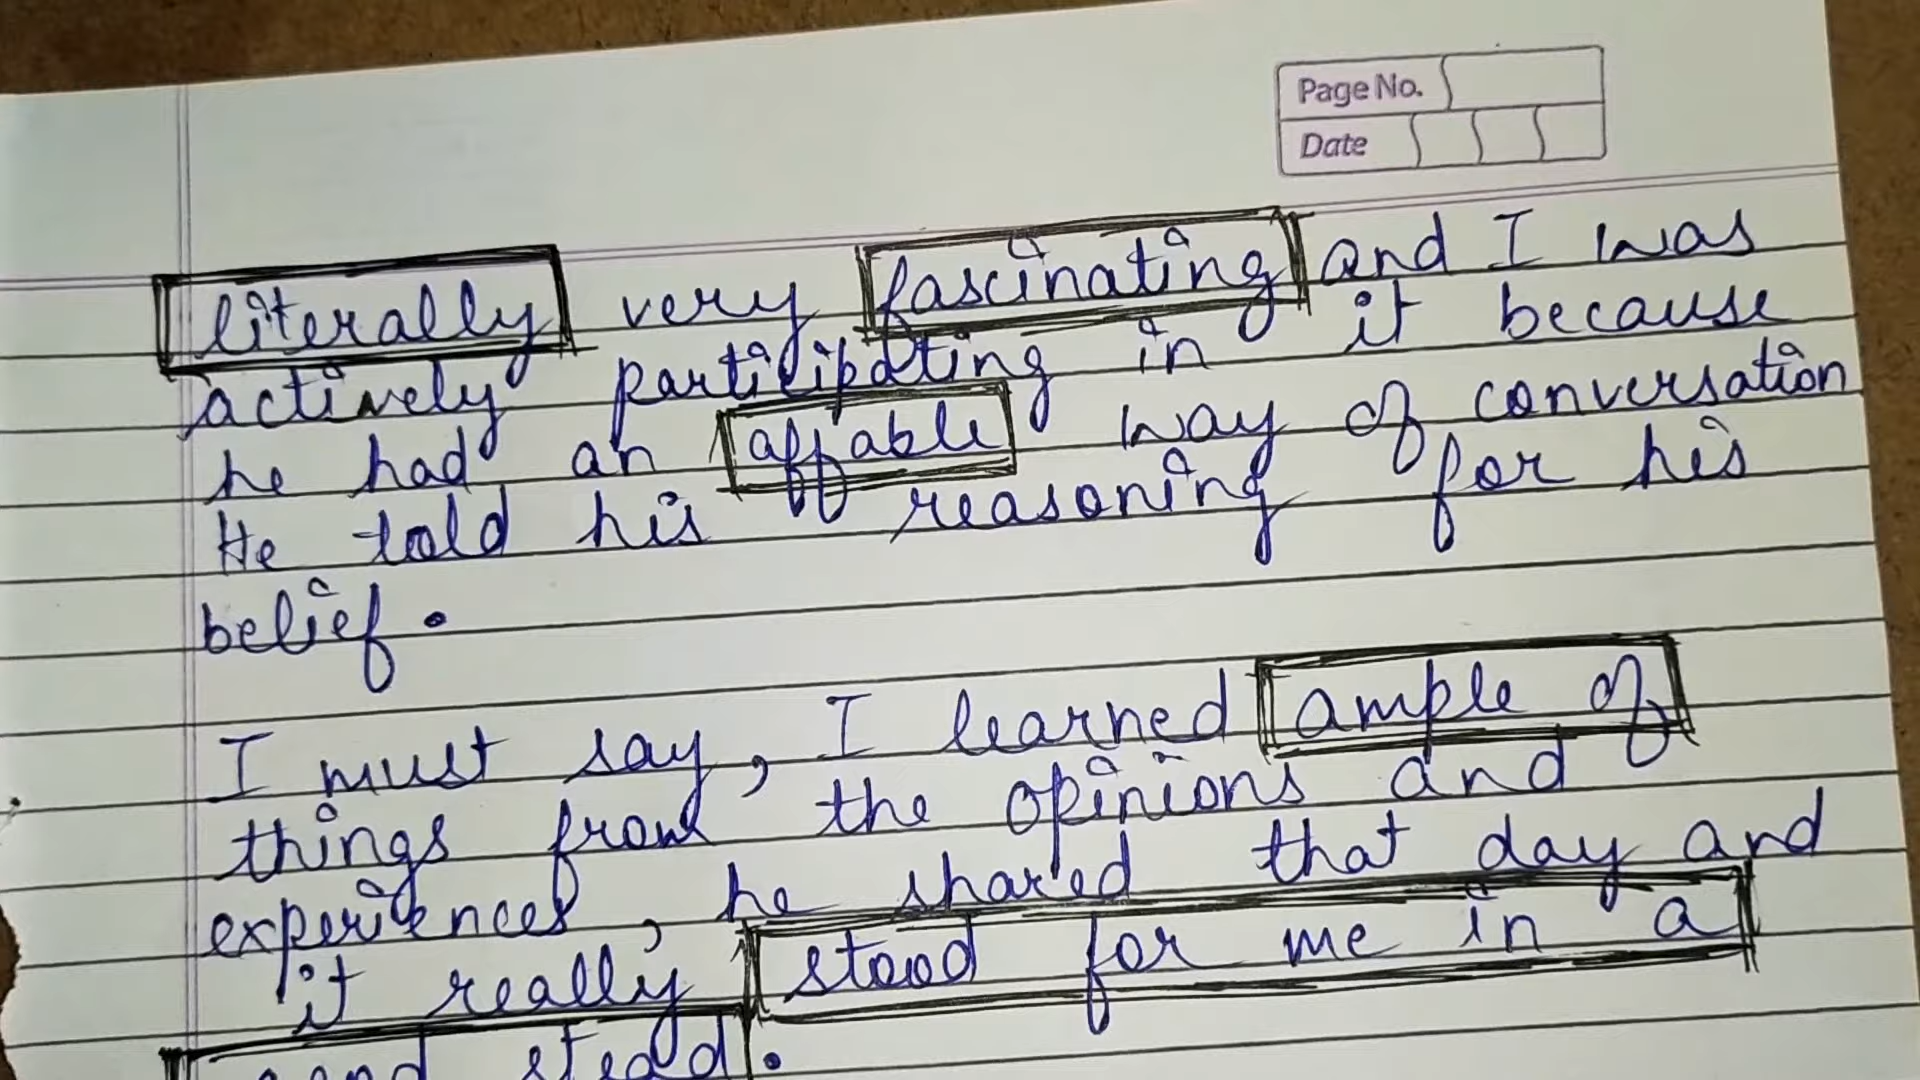 Page No.
Date
literally very fascinating and I was
actively participating in it because
he had an affable way of conversation
He told his reasoning for his
belief.
I must say, I learned ample of
things from the opinions and
experiences, he shared that day and
it really stood for me in a
good stead.